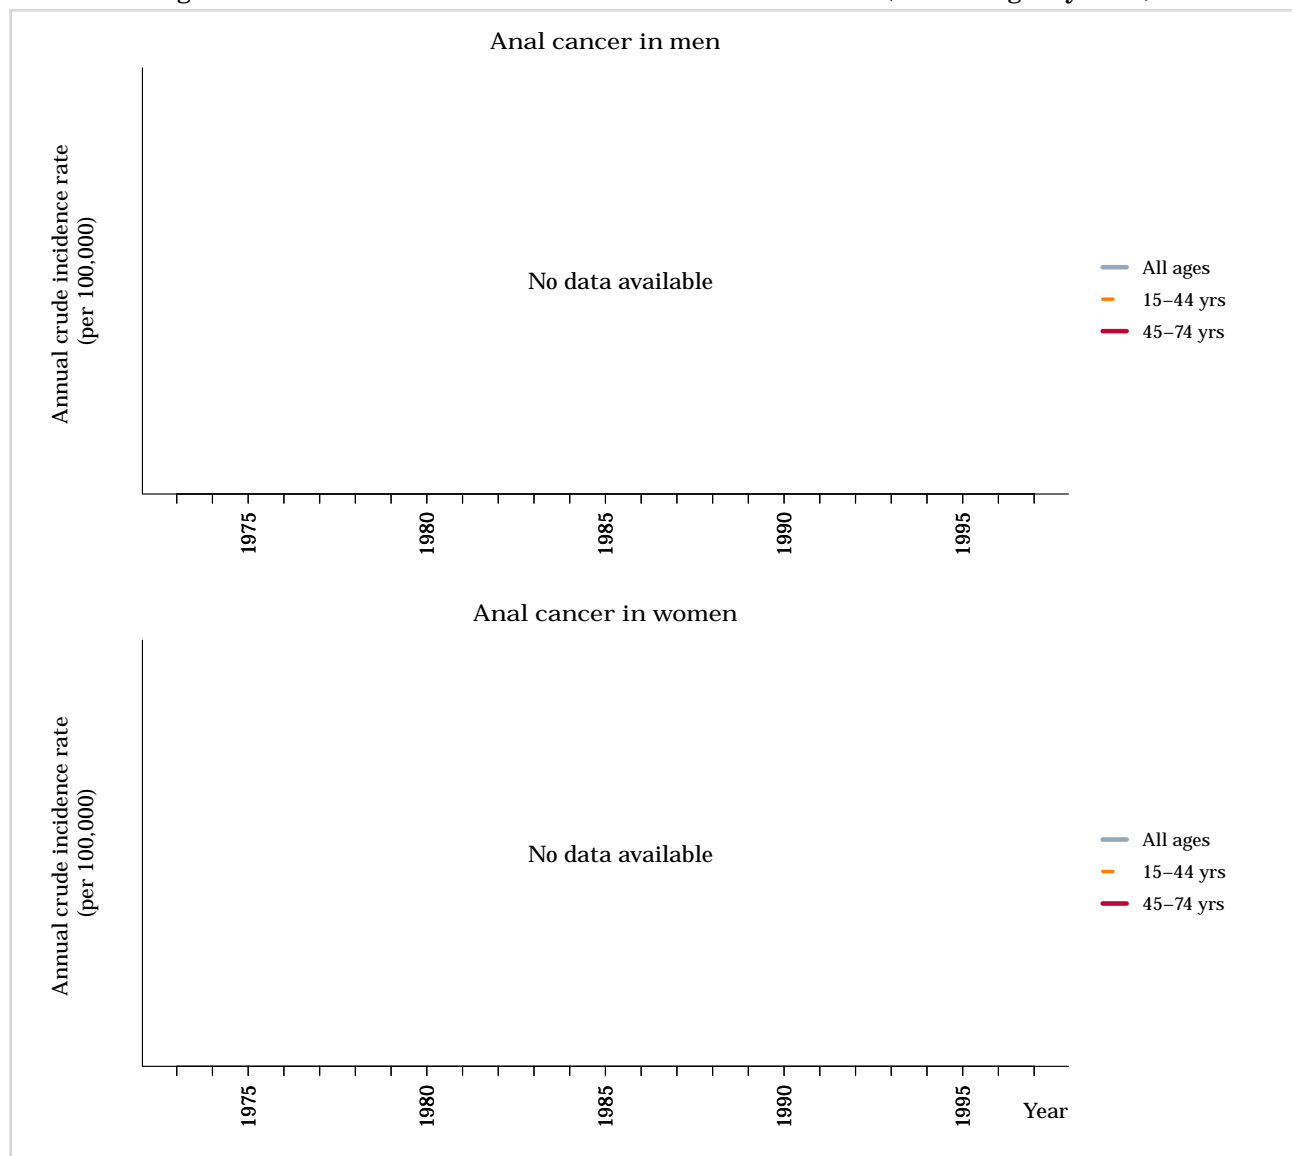 Anal cancer in men
Annual crude incidence rate
(per 100,000)
No data available
All ages
15–44 yrs
45–74 yrs
1975
1980
1985
1990
1995
Anal cancer in women
Annual crude incidence rate
(per 100,000)
No data available
All ages
15–44 yrs
45–74 yrs
1975
1980
1985
1990
1995
Year